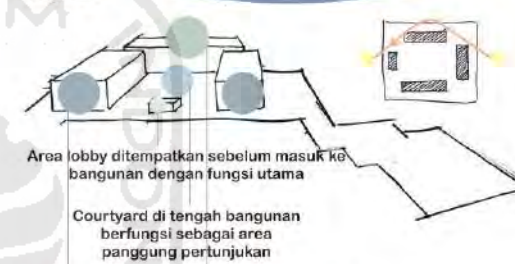 Area lobby ditempatkan sebelum masuk ke
bangunan dengan fungsi utama
Courtyard di tengah bangunan
berfungsi sebagai area
panggung pertunjukan